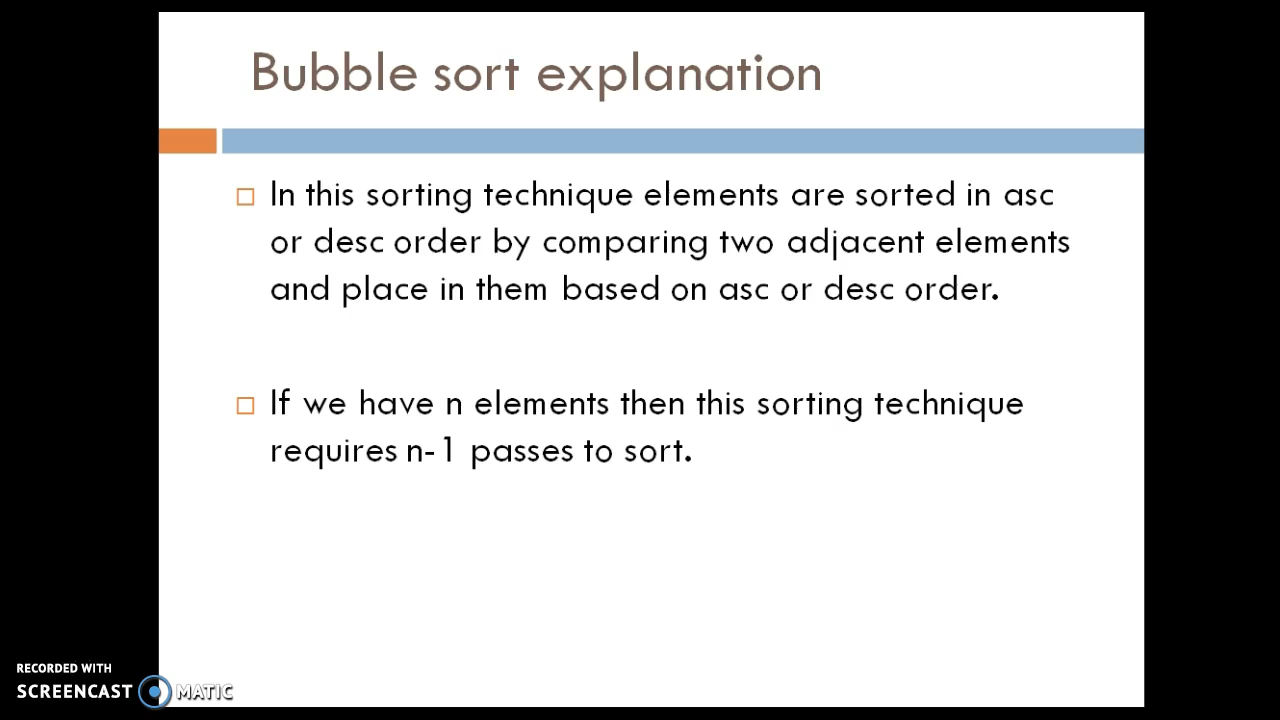 Bubble sort explanation
In this sorting technique elements are sorted in asc
or desc order by comparing two adjacent elements
and place in them based on asc or desc order.
If we have n elements then this sorting technique
requires n-1 passes to sort.
RECORDED WITH
SCREENCAST MATIC